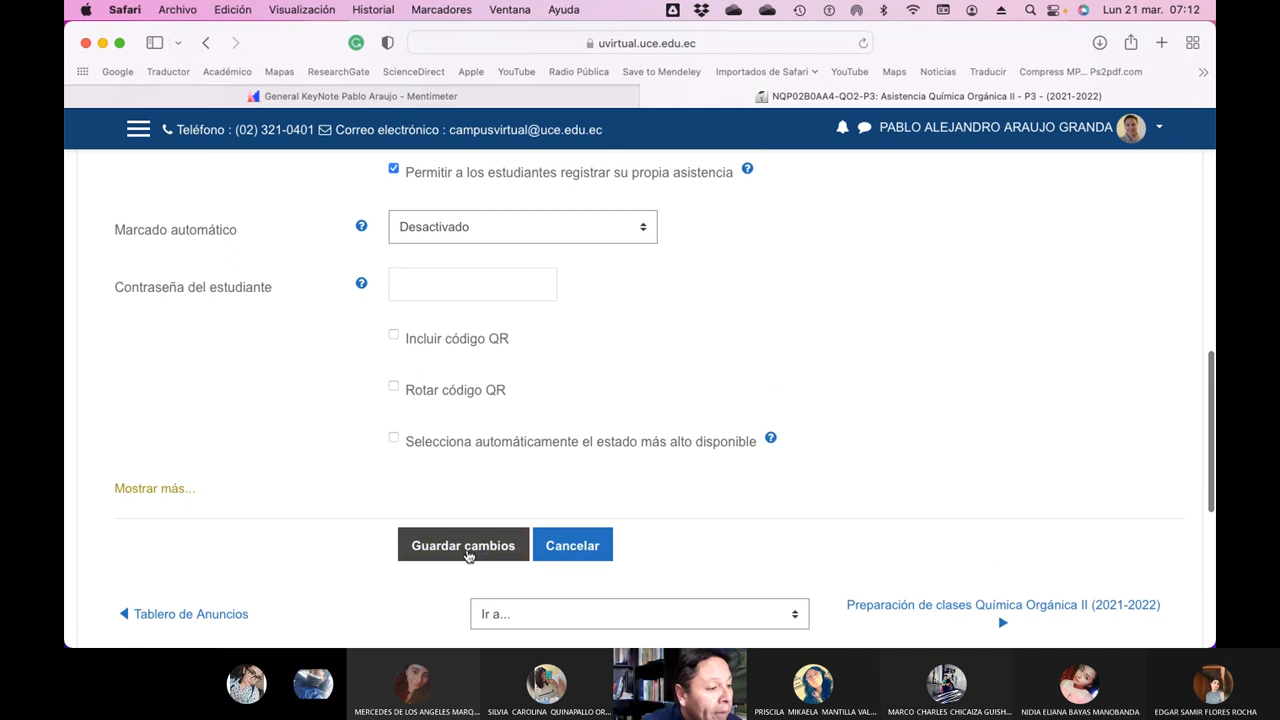 Safari Archivo Edición Visualización Historial Marcadores Ventana Ayuda Lun 21 mar. 07:12
uvirtual.uce.edu.ec
Google Traductor Académico Mapas ResearchGate ScienceDirect Apple YouTube Radio Pública Save to Mendeley Importados de Safari YouTube Maps Noticias Traducir Compress MP... Ps2pdf.com
General KeyNote Pablo Araujo - Mentimeter NQP02B0AA4-QO2-P3: Asistencia Química Orgánica II - P3 - (2021-2022)
Teléfono : (02) 321-0401 Correo electrónico : campusvirtual@uce.edu.ec PABLO ALEJANDRO ARAUJO GRANDA
Permitir a los estudiantes registrar su propia asistencia
Marcado automático Desactivado
Contraseña del estudiante
Incluir código QR
Rotar código QR
Selecciona automáticamente el estado más alto disponible
Mostrar más...
Guardar cambios Cancelar
Tablero de Anuncios Ir a... Preparación de clases Química Orgánica II (2021-2022)
MERCEDES DE LOS ANGELES MARQ... SILVIA CAROLINA QUINAPALLO OR... PRISCILA MIKAELA MANTILLA VAL... MARCO CHARLES CHICAIZA GUISH... NIDIA ELIANA BAYAS MANOBANDA EDGAR SAMIR FLORES ROCHA